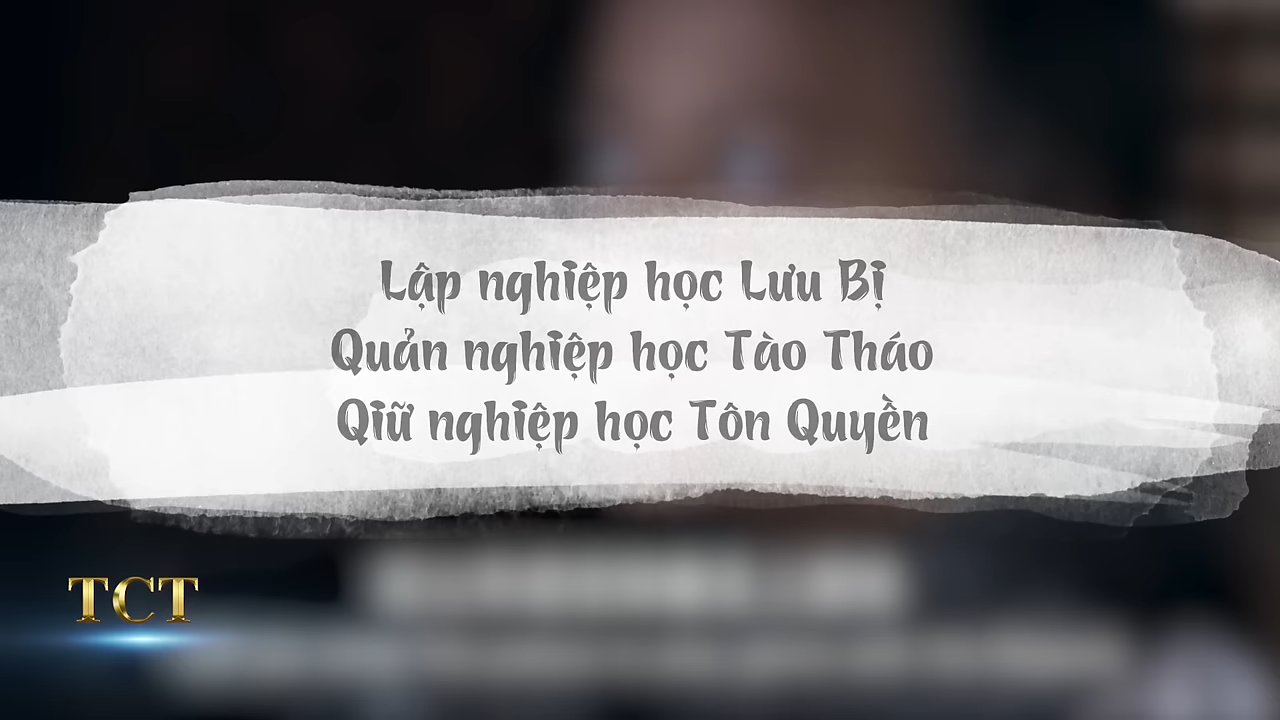 Lập nghiệp học Lưu Bị
Quản nghiệp học Tào Tháo
Qiữ nghiệp học Tôn Quyền
TCT